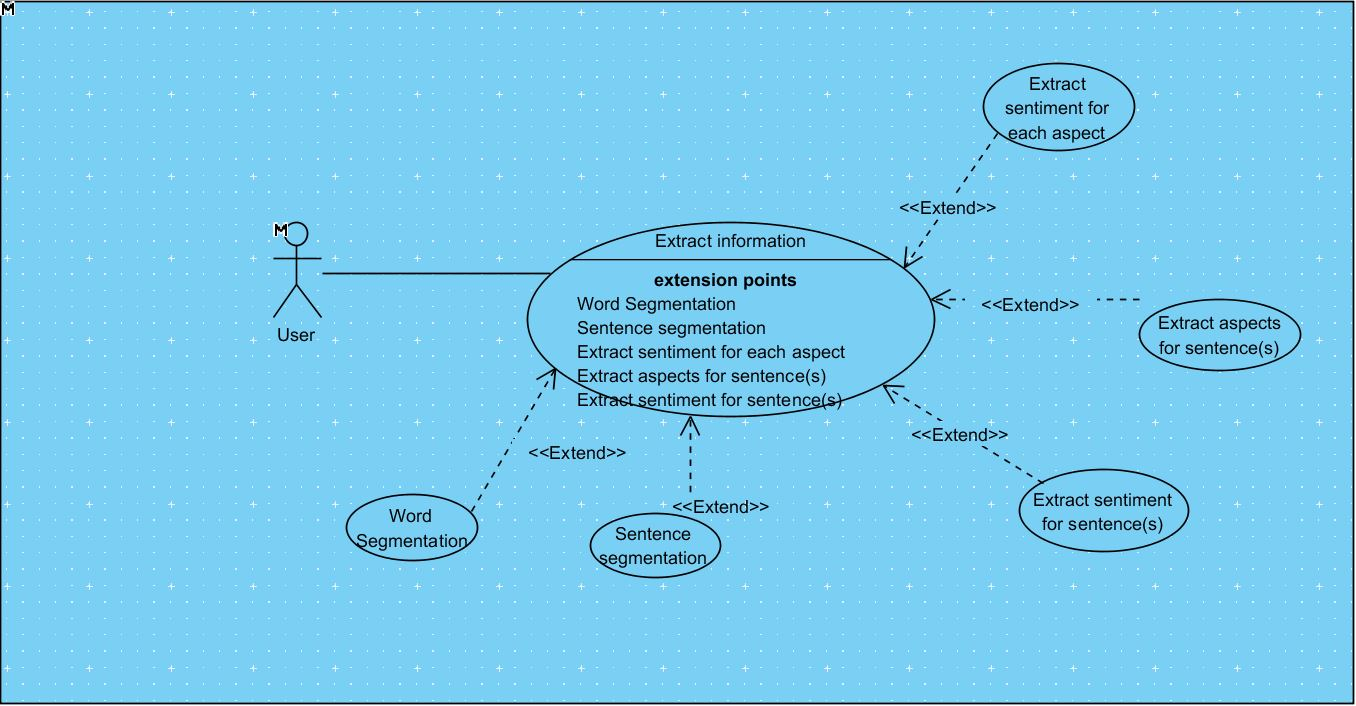 Extract
sentiment for
each aspect
<<Extend>>
Extract information
extension points
Word Segmentation
Sentence segmentation
Extract sentiment for each aspect
Extract aspects for sentence(s)
Extract sentiment for sentence(s)
<<Extend>>
Extract aspects
for sentence(s)
User
<<Extend>>
<<Extend>>
Extract sentiment
for sentence(s)
<<Extend>>
Word
Segmentation
Sentence
segmentation
M
M